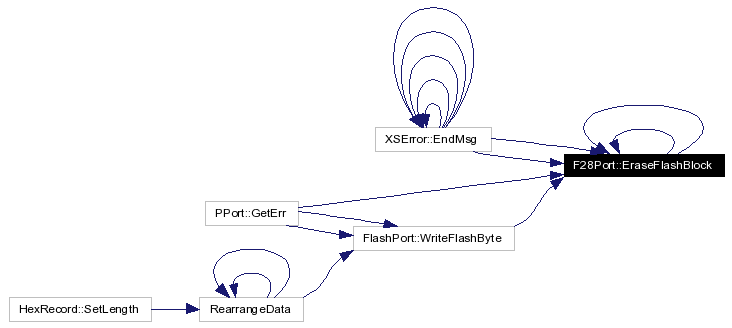 XSError::EndMsg
F28Port::EraseFlashBlock
PPort::GetErr
FlashPort::WriteFlashByte
HexRecord::SetLength
RearrangeData